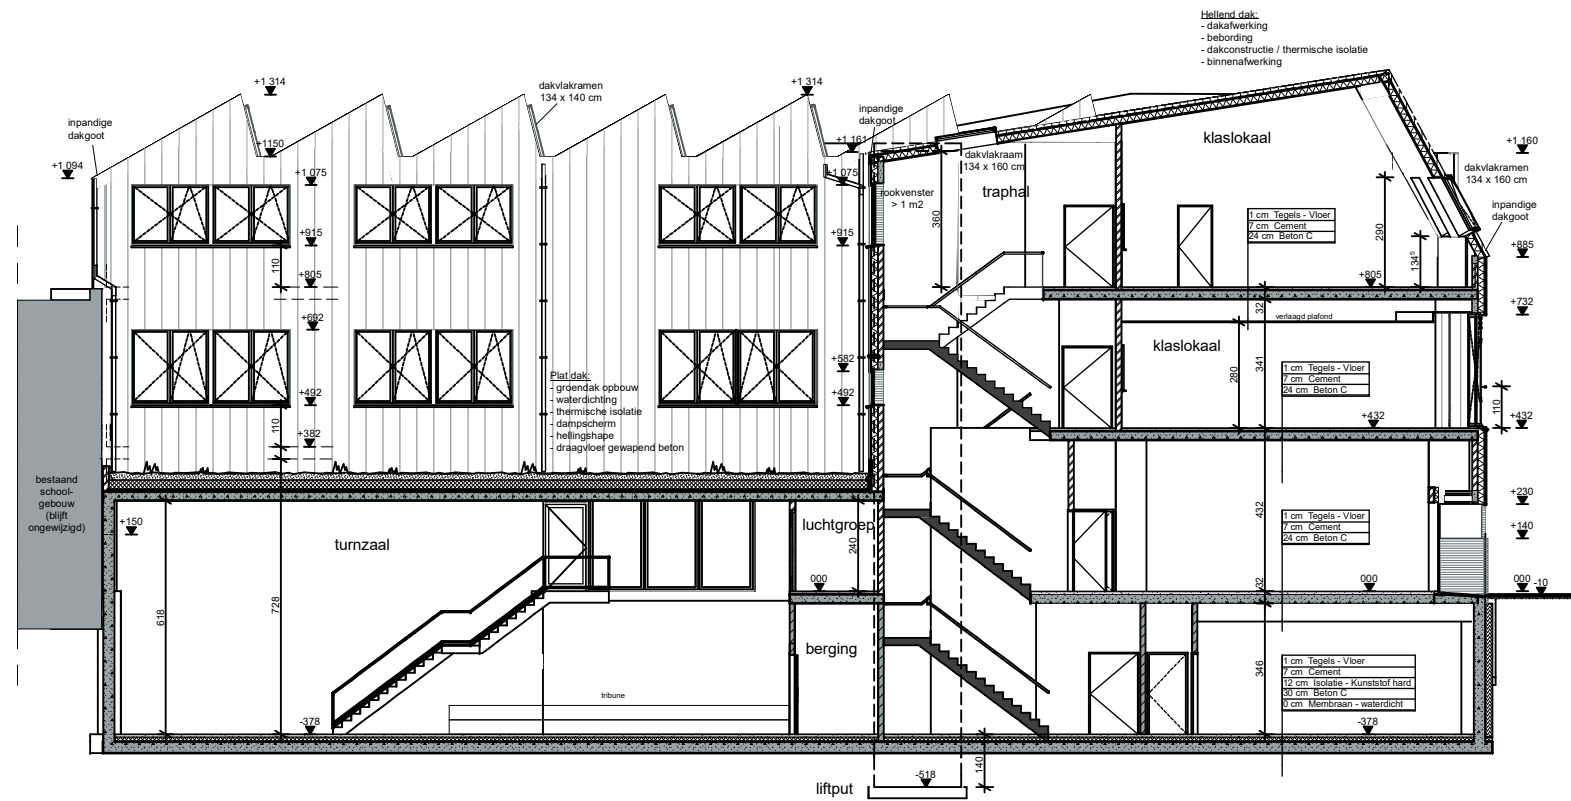 Hellend dak:
- dakafwerking
- bebording
- dakconstructie / thermische isolatie
- binnenafwerking
+1 314
dakvlakramen
134 x 140 cm
+1 314
inpandige
dakgoot
inpandige
dakgoot
klaslokaal
+1150
+1 161
+1 160
+1 094
+1 075
+1 075
dakvlakraam
134 x 160 cm
dakvlakramen
134 x 160 cm
rookvenster
> 1 m2
traphal
inpandige
dakgoot
1 cm Tegels - Vloer
7 cm Cement
24 cm Beton C
360
290
134⁵
+915
+915
+885
110
+805
+805
32
+732
+692
verlaagd plafond
klaslokaal
+582
280
341
1 cm Tegels - Vloer
7 cm Cement
24 cm Beton C
Plat dak:
- groendak opbouw
- waterdichting
- thermische isolatie
- dampscherm
- hellingshape
- draagvloer gewapend beton
+492
+492
110
110
+432
+432
+382
bestaand
school-
gebouw
(blijft
ongewijzigd)
+150
turnzaal
luchtgroep
240
432
1 cm Tegels - Vloer
7 cm Cement
24 cm Beton C
+230
+140
000
32
000
000
-10
618
728
berging
346
1 cm Tegels - Vloer
7 cm Cement
12 cm Isolatie - Kunststof hard
30 cm Beton C
0 cm Membraan - waterdicht
tribune
-378
-378
140
-518
liftput